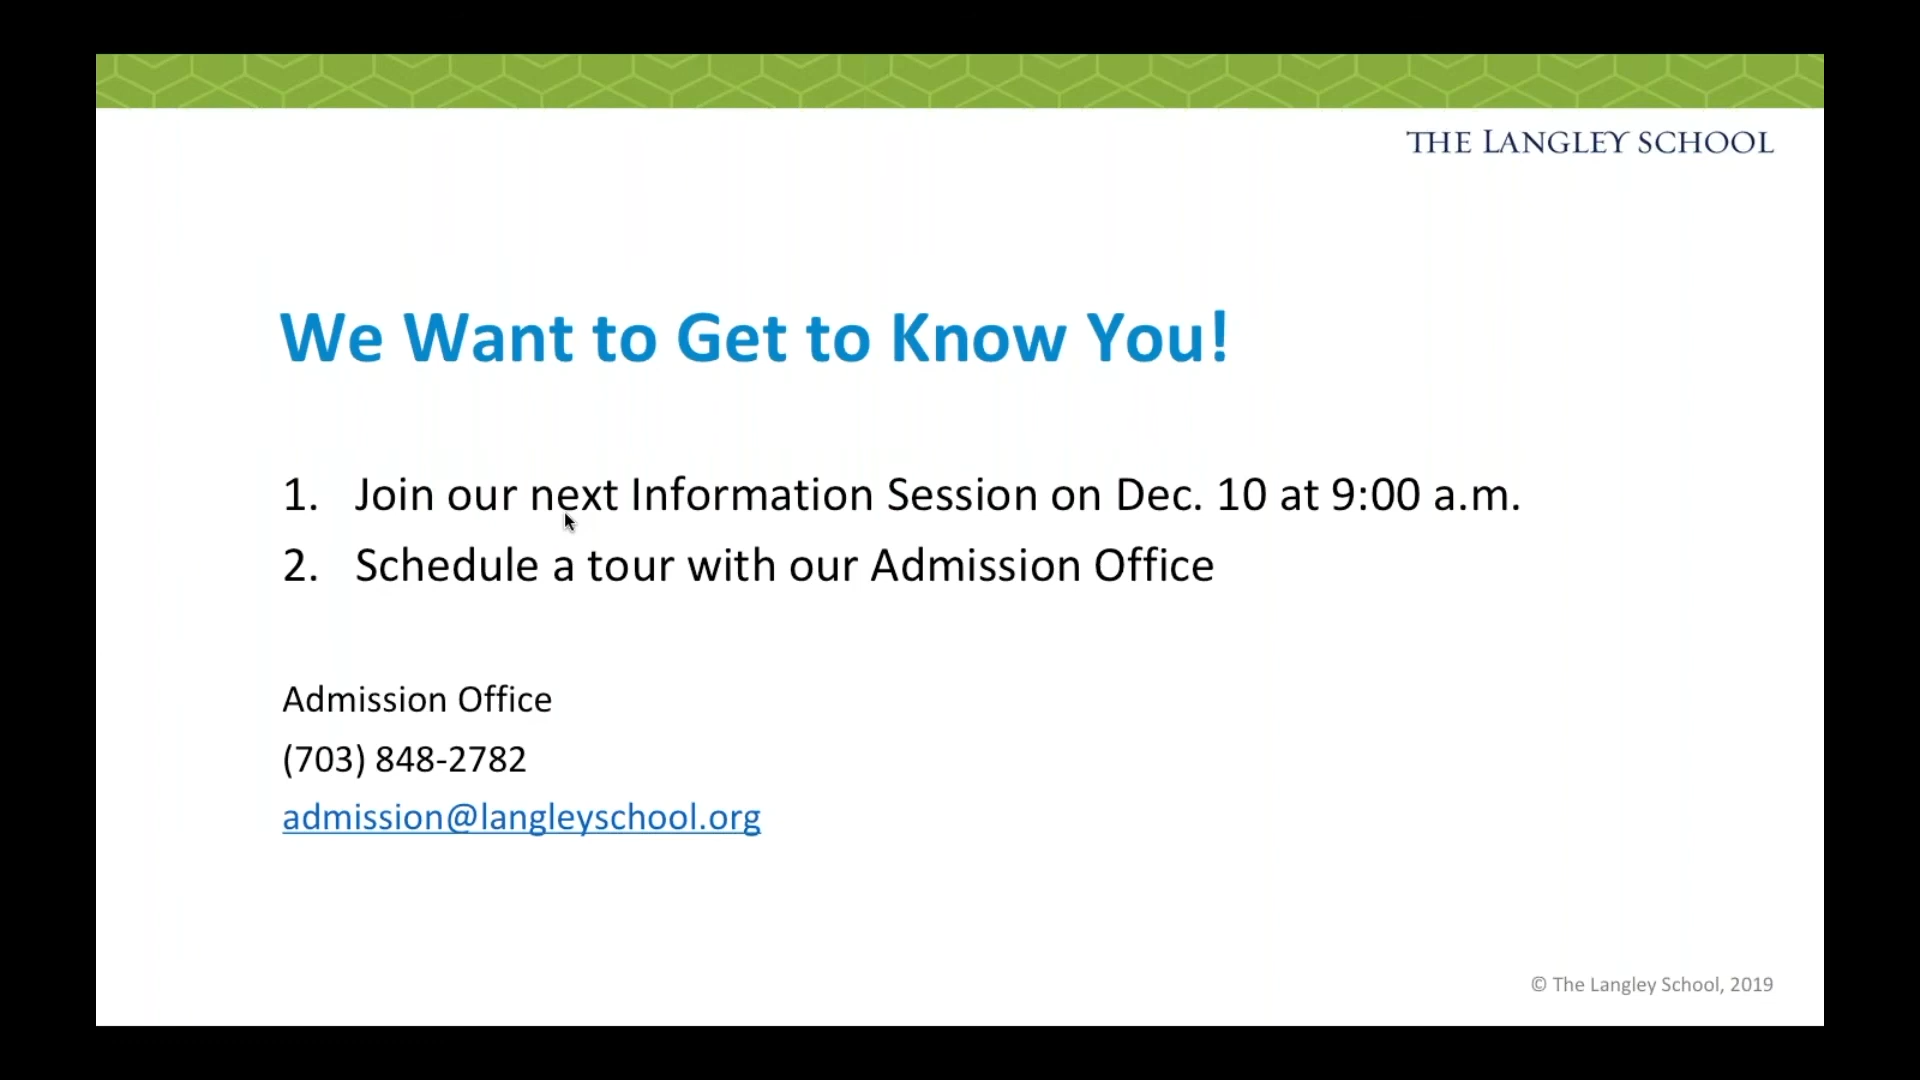 THE LANGLEY SCHOOL
We Want to Get to Know You!
1. Join our next Information Session on Dec. 10 at 9:00 a.m.
2. Schedule a tour with our Admission Office
Admission Office
(703) 848-2782
admission@langleyschool.org
© The Langley School, 2019